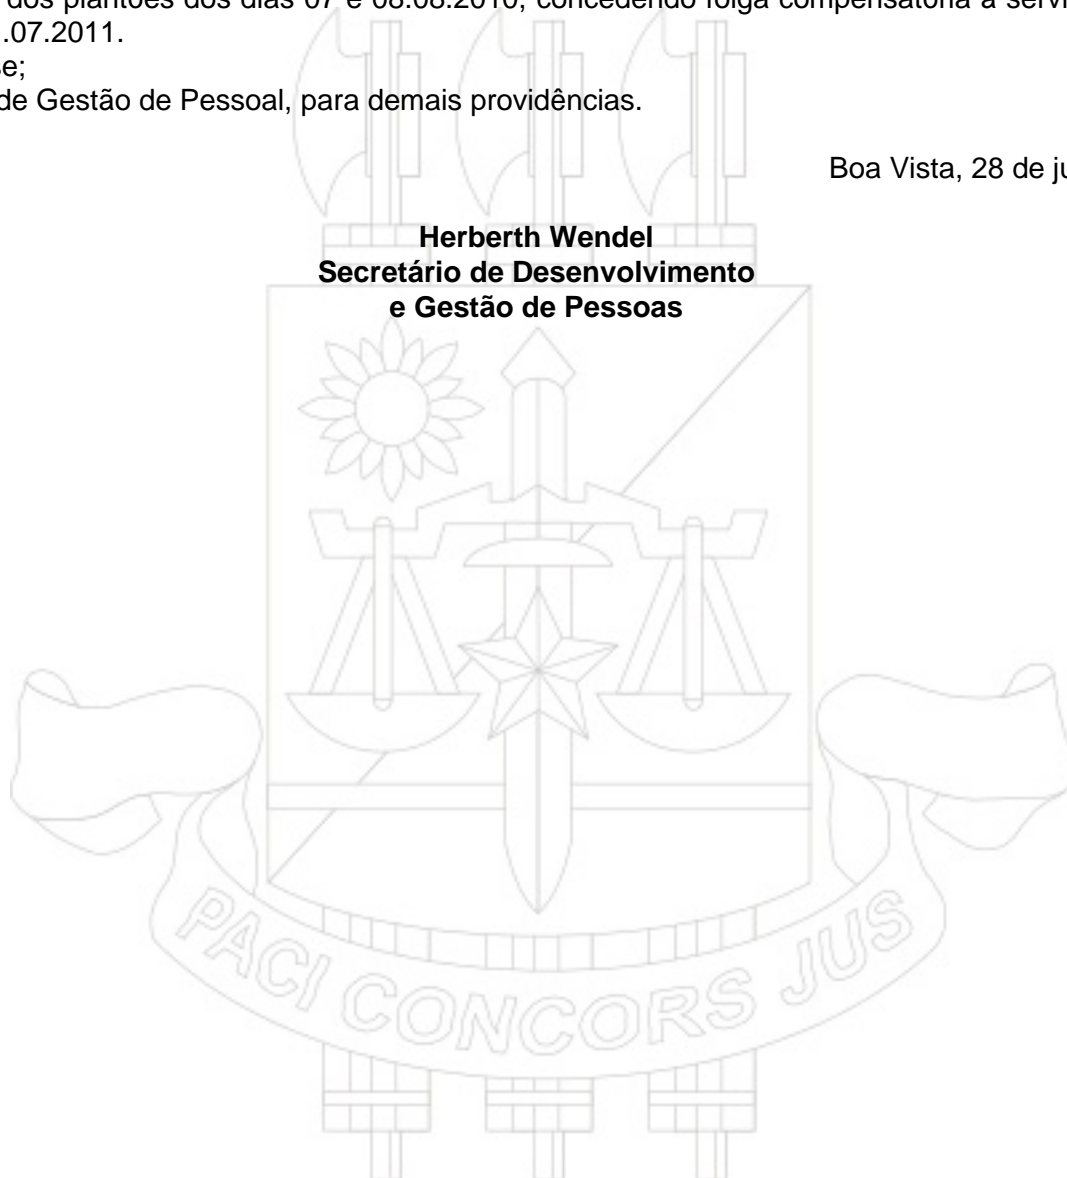 dos plantões dos dias 07 e 08.08.2010, concedendo folga compensatória a servi
.07.2011.
e;
de Gestão de Pessoal, para demais providências.
Boa Vista, 28 de ju
Herberth Wendel
Secretário de Desenvolvimento
e Gestão de Pessoas
PACI CONCORS JUS